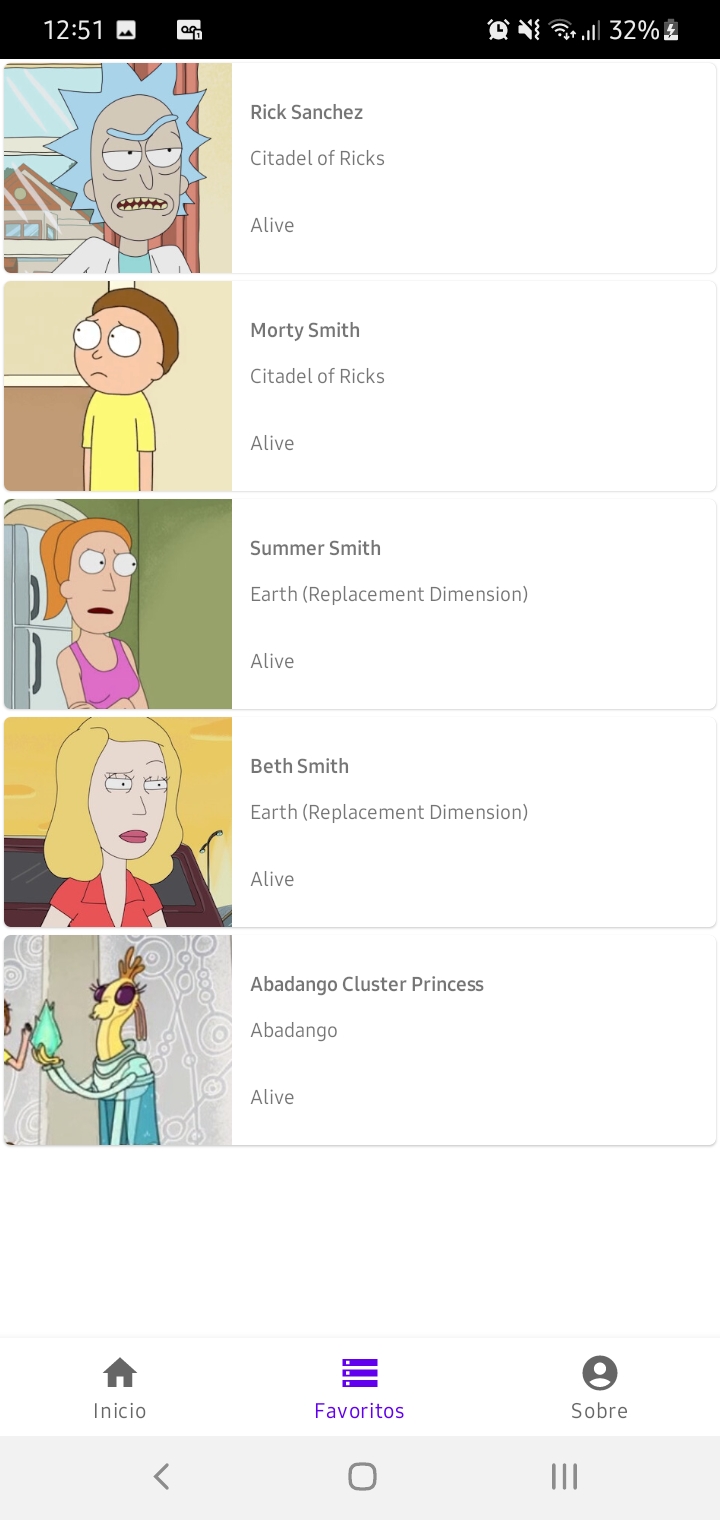 12:51
32%
Rick Sanchez
Citadel of Ricks
Alive
Morty Smith
Citadel of Ricks
Alive
Summer Smith
Earth (Replacement Dimension)
Alive
Beth Smith
Earth (Replacement Dimension)
Alive
Abadango Cluster Princess
Abadango
Alive
Inicio
Favoritos
Sobre